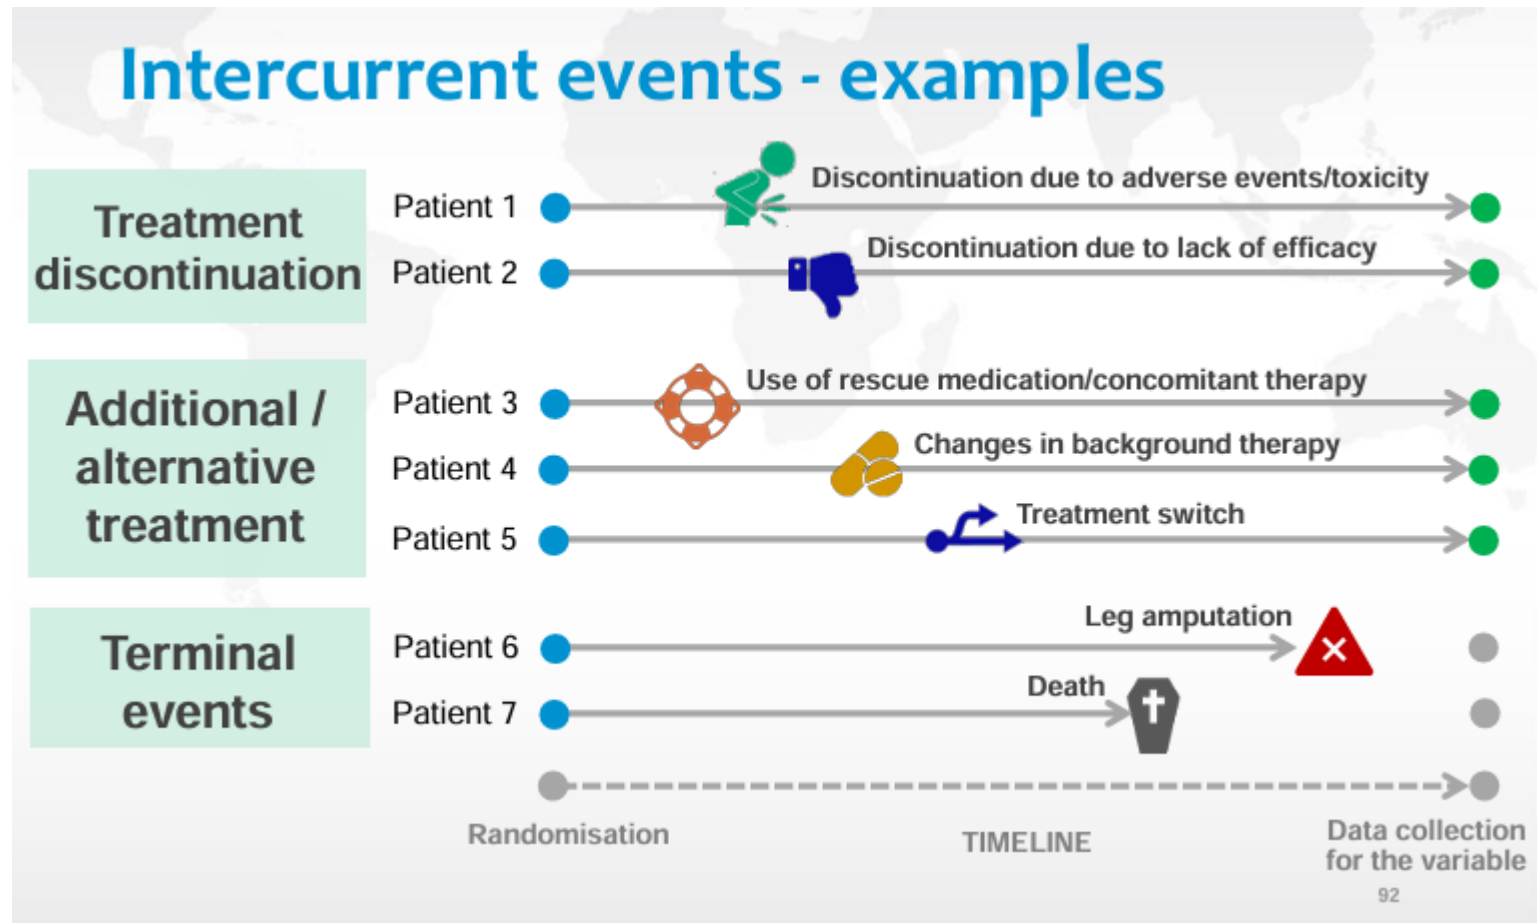 Intercurrent events - examples
Treatment
discontinuation
Patient 1
Discontinuation due to adverse events/toxicity
Patient 2
Discontinuation due to lack of efficacy
Additional /
alternative
treatment
Patient 3
Use of rescue medication/concomitant therapy
Patient 4
Changes in background therapy
Patient 5
Treatment switch
Terminal
events
Patient 6
Leg amputation
Patient 7
Death
Randomisation
TIMELINE
Data collection
for the variable
92